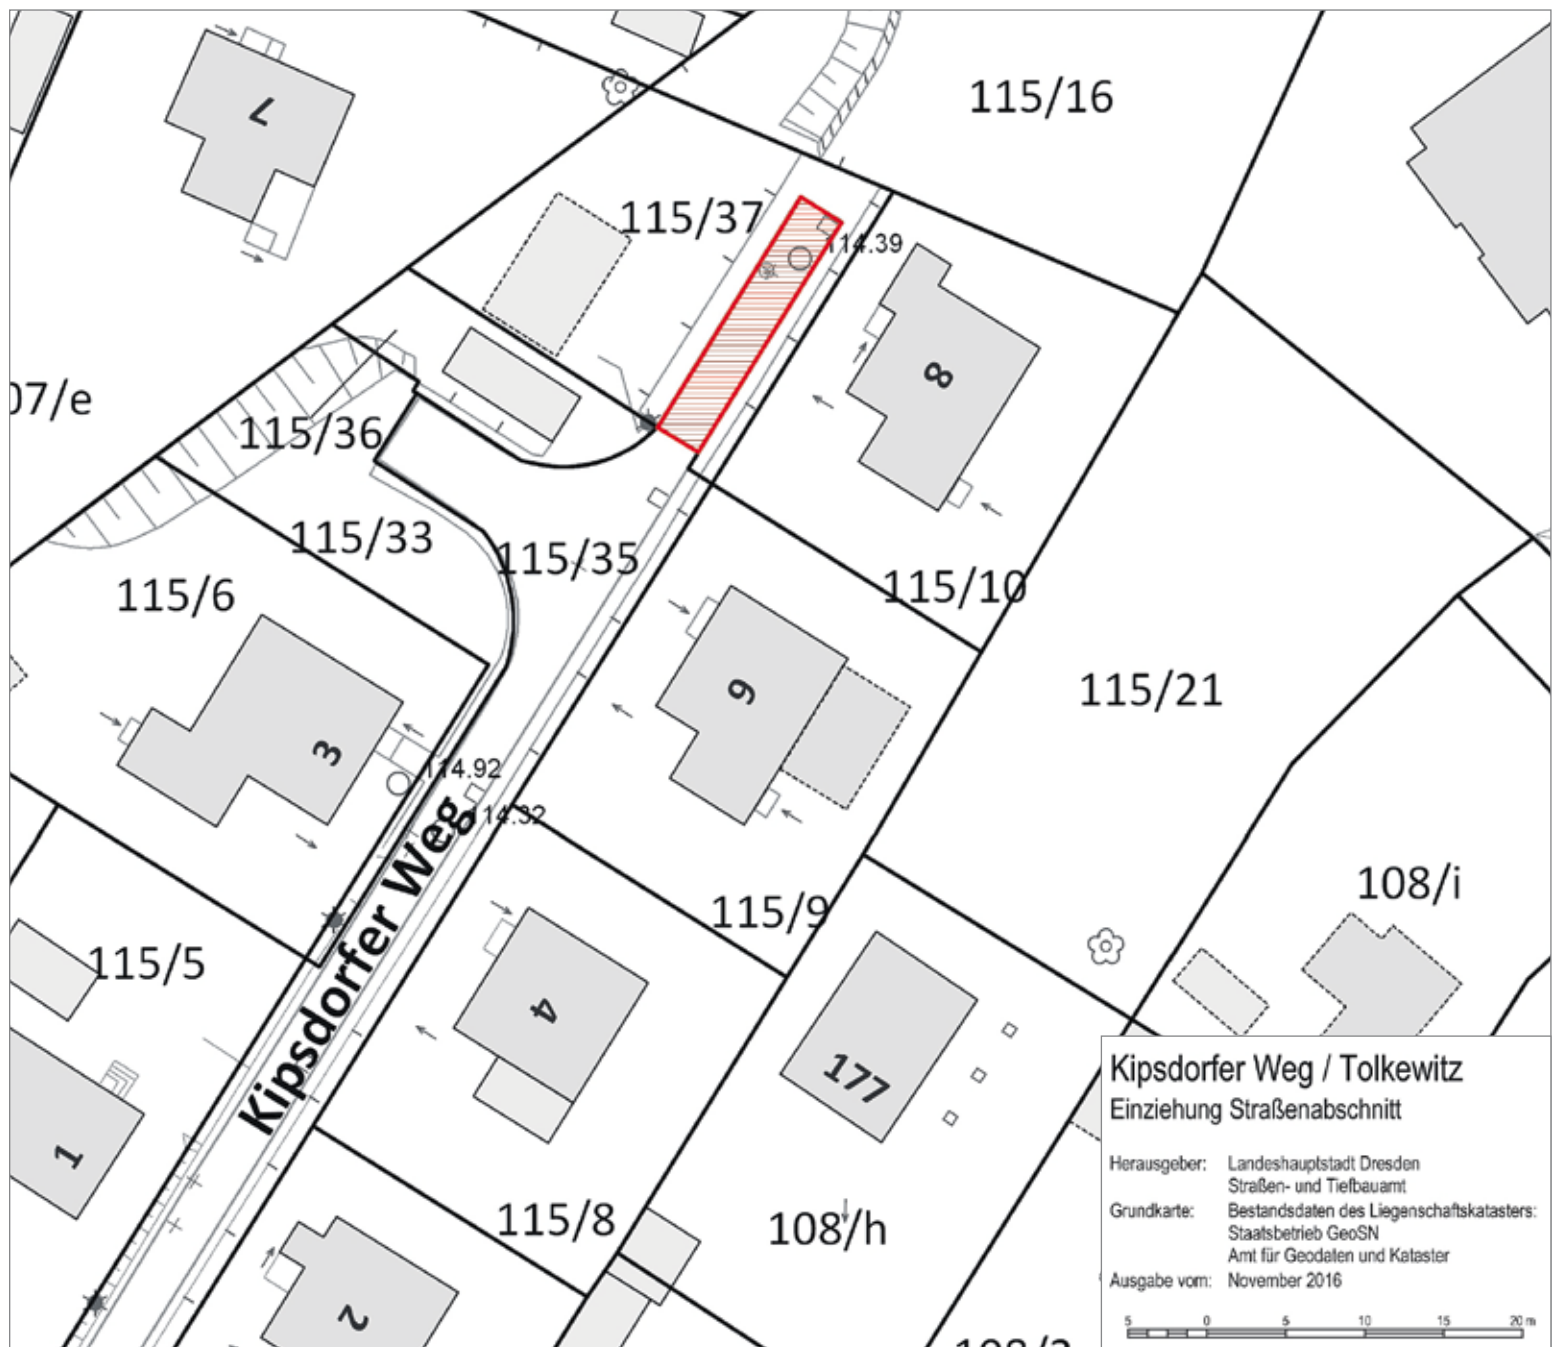 115/16
7
115/37
114.39
8
07/e
115/36
115/33
115/35
115/6
115/10
6
115/21
3
114.92
114.32
108/i
115/9
115/5
Kipsdorfer Weg
4
177
1
115/8
108/h
2
Kipsdorfer Weg / Tolkewitz
Einziehung Straßenabschnitt
Herausgeber: Landeshauptstadt Dresden
Straßen- und Tiefbauamt
Grundkarte: Bestandsdaten des Liegenschaftskatasters:
Staatsbetrieb GeoSN
Amt für Geodaten und Kataster
Ausgabe vom: November 2016
5 0 5 10 15 20 m